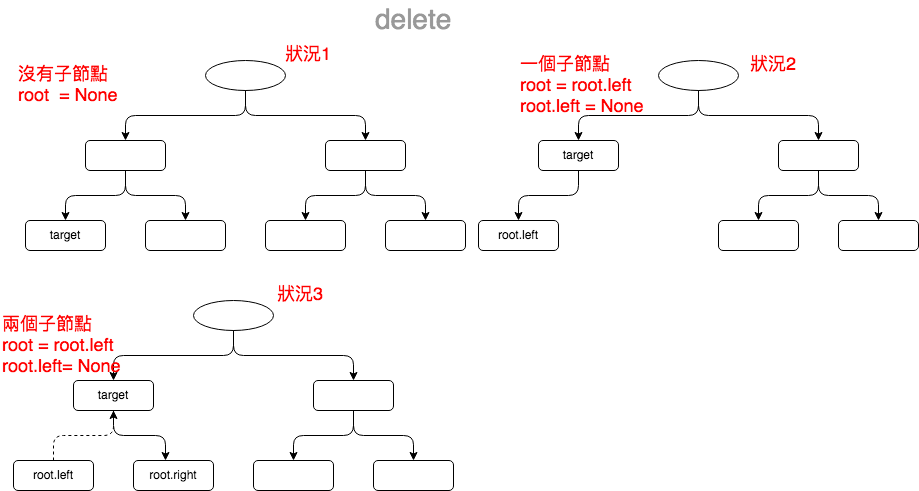 delete
狀況1
沒有子節點
root  = None
target
狀況2
一個子節点
root = root.left
root.left = None
target
root.left
狀況3
兩個子節點
root = root.left
root.left= None
target
root.left
root.right